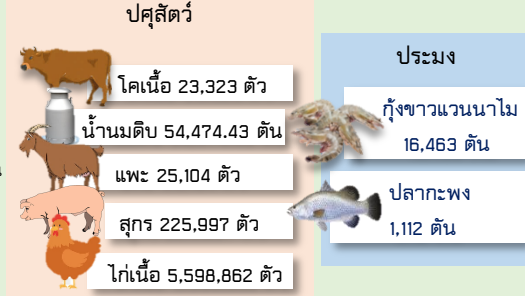 ปศุสัตว์
โคเนื้อ 23,323 ตัว
น้ำนมดิบ 54,474.43 ตัน
แพะ 25,104 ตัว
สุกร 225,997 ตัว
ไก่เนื้อ 5,598,862 ตัว
ประมง
กุ้งขาวแวนนาไม
16,463 ตัน
ปลากะพง
1,112 ตัน